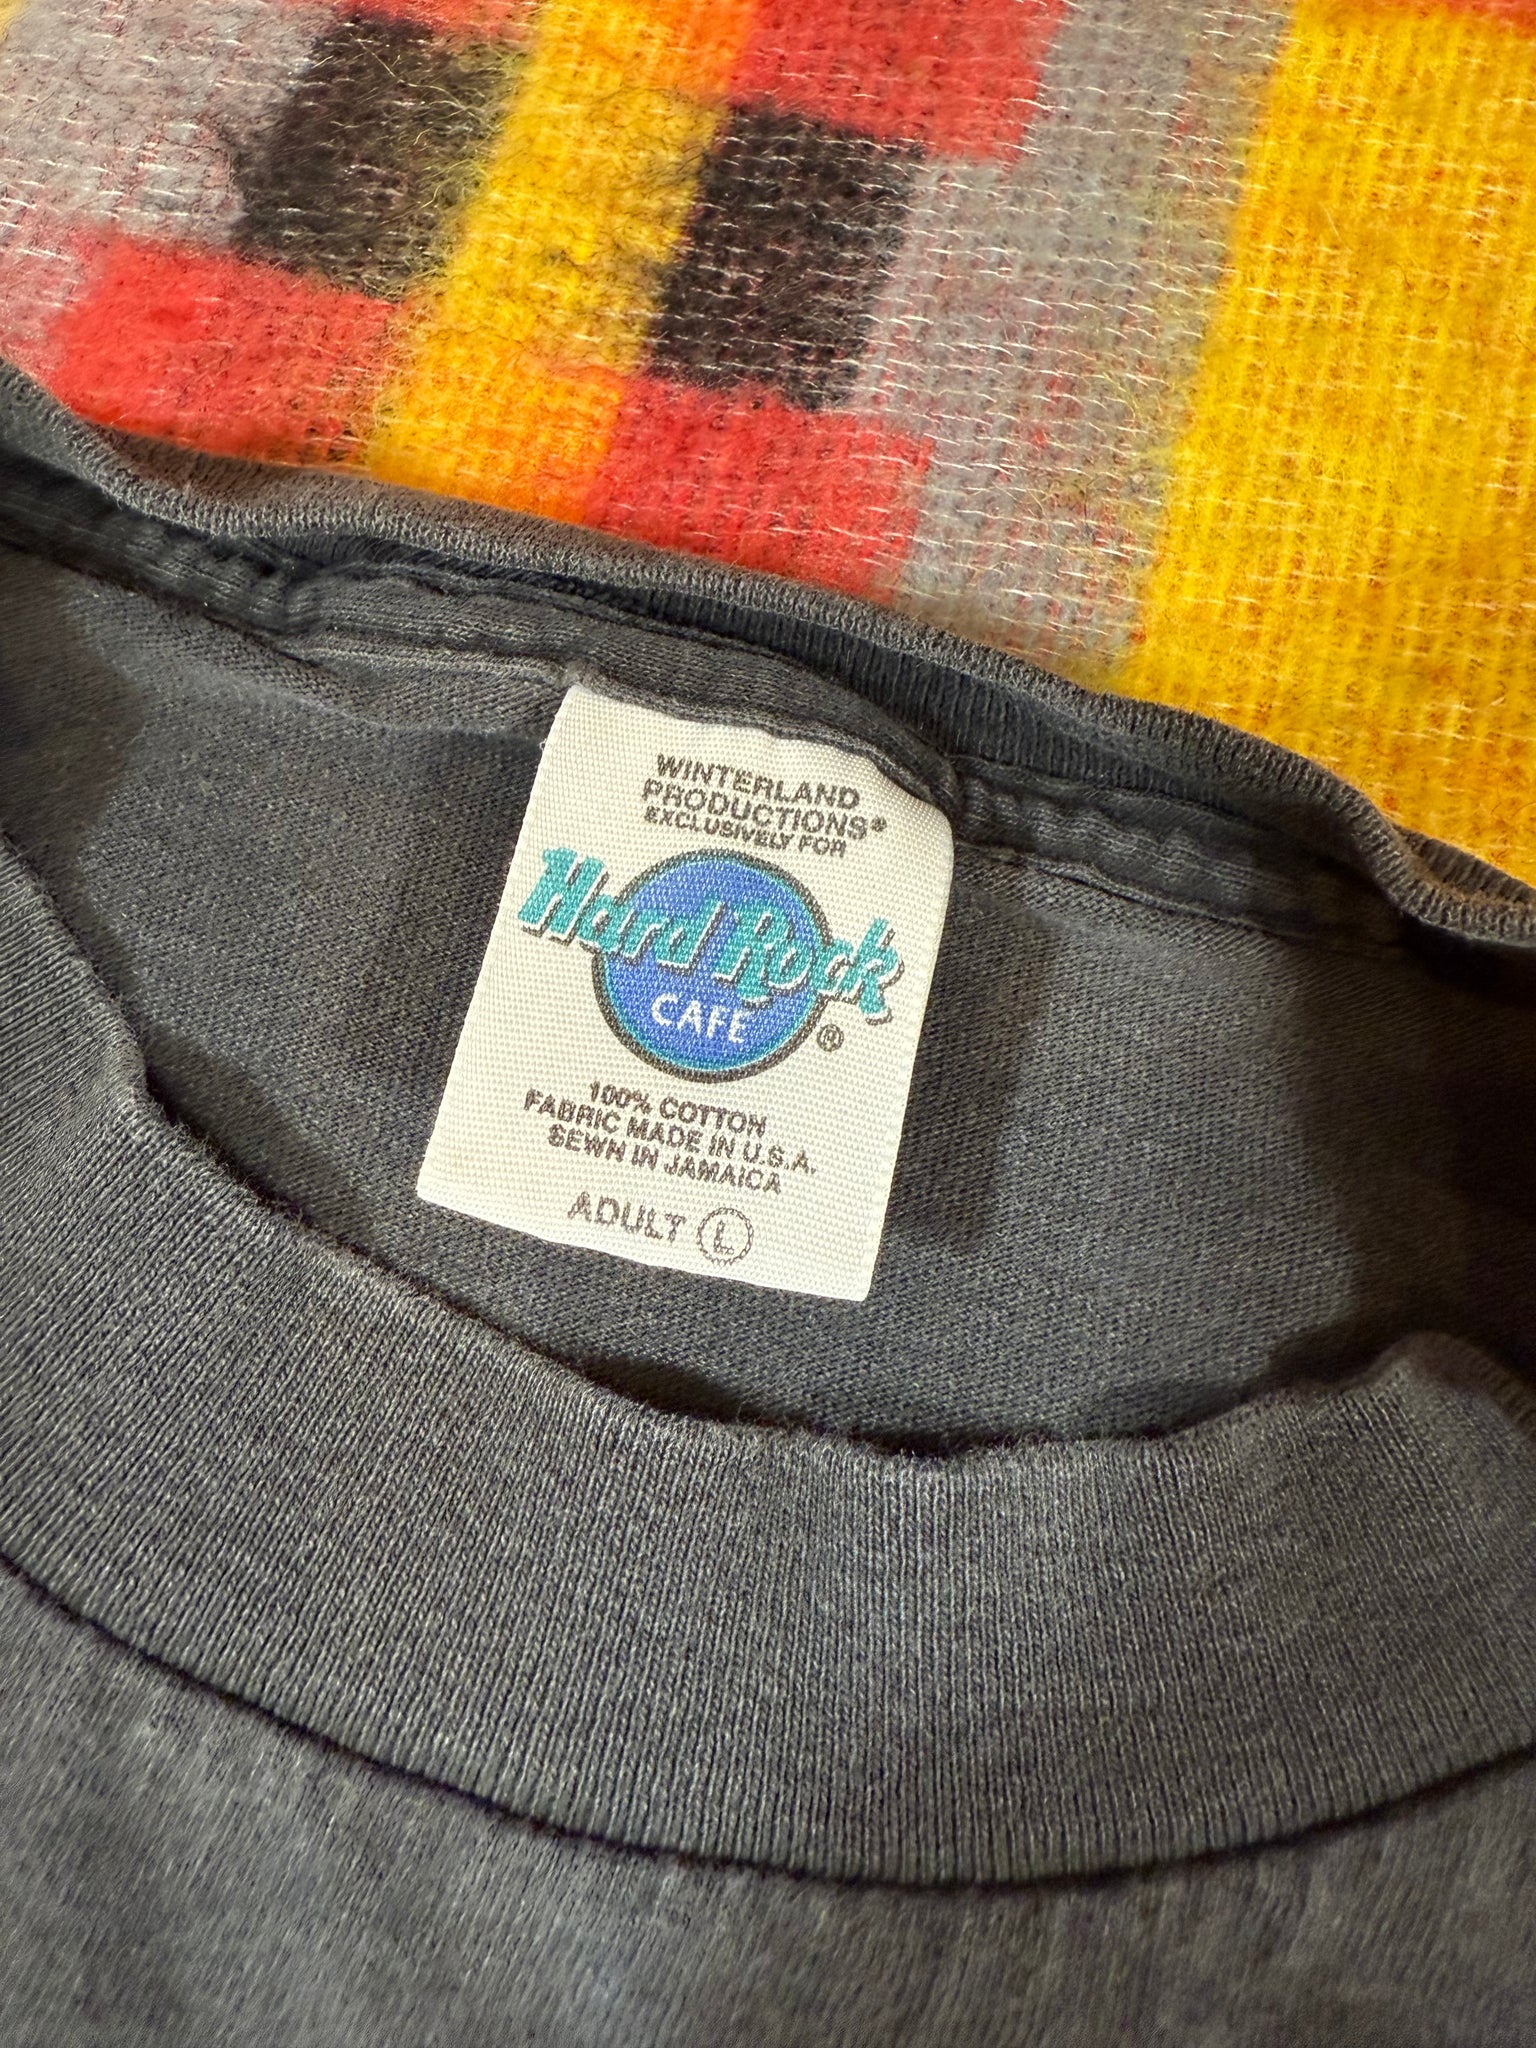 WINTERLAND
PRODUCTIONS®
EXCLUSIVELY FOR
Hard Rock
CAFE
®
100% COTTON
FABRIC MADE IN U.S.A.
SEWN IN JAMAICA
ADULT L